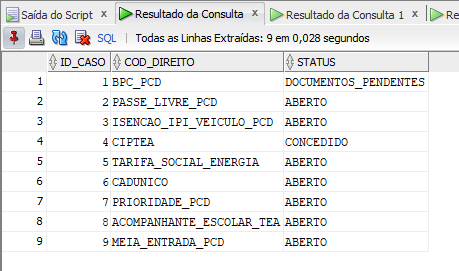 Saída do Script x Resultado da Consulta x Resultado da Consulta 1 x Re
SQL | Todas as Linhas Extraídas: 9 em 0,028 segundos
ID_CASO COD_DIREITO STATUS
1 1 BPC_PCD DOCUMENTOS_PENDENTES
2 2 PASSE_LIVRE_PCD ABERTO
3 3 ISENCAO_IPI_VEICULO_PCD ABERTO
4 4 CIPTEA CONCEDIDO
5 5 TARIFA_SOCIAL_ENERGIA ABERTO
6 6 CADUNICO ABERTO
7 7 PRIORIDADE_PCD ABERTO
8 8 ACOMPANHANTE_ESCOLAR_TEA ABERTO
9 9 MEIA_ENTRADA_PCD ABERTO